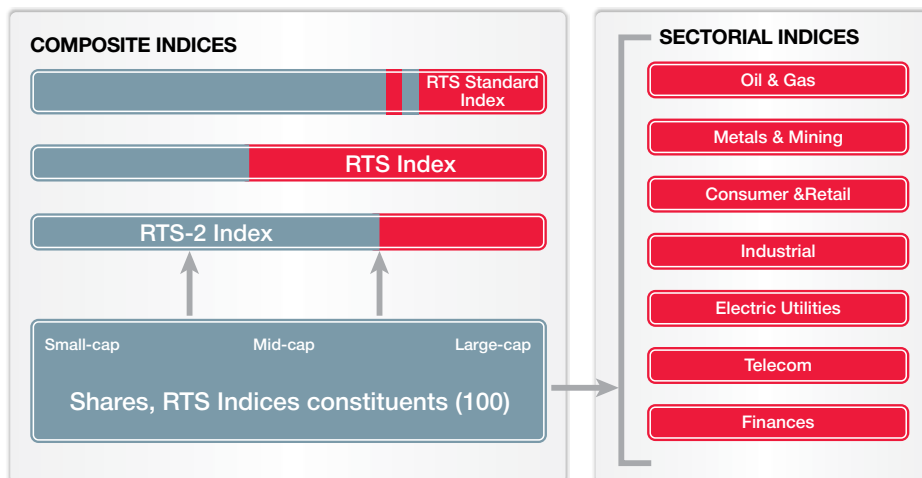 COMPOSITE INDICES
RTS Standard
Index
RTS Index
RTS-2 Index
Small-cap
Mid-cap
Large-cap
Shares, RTS Indices constituents (100)
SECTORIAL INDICES
Oil & Gas
Metals & Mining
Consumer &Retail
Industrial
Electric Utilities
Telecom
Finances